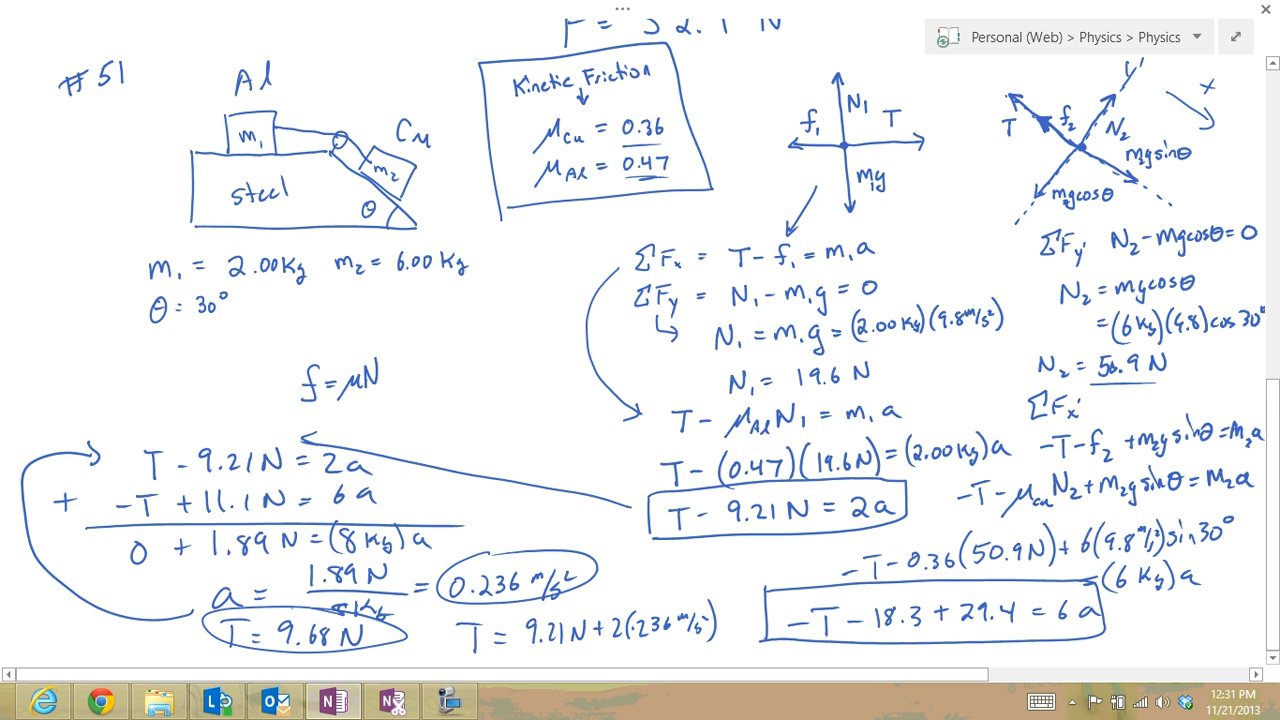 F = 32.1 N
Personal (Web) > Physics > Physics
#51
Al
m₁
Cu
m₂
steel
θ
m₁ = 2.00 Kg m₂ = 6.00 Kg
θ = 30°
Kinetic Friction
μCu = 0.36
μAl = 0.47
f₁
N₁
T
m₁g
y'
x
T
f₂
N₂
m₂g sinθ
m₂g cosθ
ΣFx = T - f₁ = m₁a
ΣFy = N₁ - m₁g = 0
N₁ = m₁g = (2.00 Kg)(9.8 m/s²)
N₁ = 19.6 N
T - μAl N₁ = m₁a
T - (0.47)(19.6 N) = (2.00 Kg)a
T - 9.21 N = 2a
ΣFy' N₂ - mg cosθ = 0
N₂ = mg cosθ
= (6 Kg)(9.8) cos 30°
N₂ = 50.9 N
ΣFx'
-T - f₂ + m₂g sinθ = m₂a
-T - μCu N₂ + m₂g sinθ = m₂a
-T - 0.36(50.9 N) + 6(9.8 m/s²) sin 30°
= (6 Kg)a
-T - 18.3 + 29.4 = 6a
f = μN
T - 9.21 N = 2a
+ -T + 11.1 N = 6a
0 + 1.89 N = (8 Kg)a
a = 1.89 N / 8 Kg = 0.236 m/s²
T = 9.68 N
T = 9.21 N + 2(.236 m/s²)
12:31 PM
11/21/2013